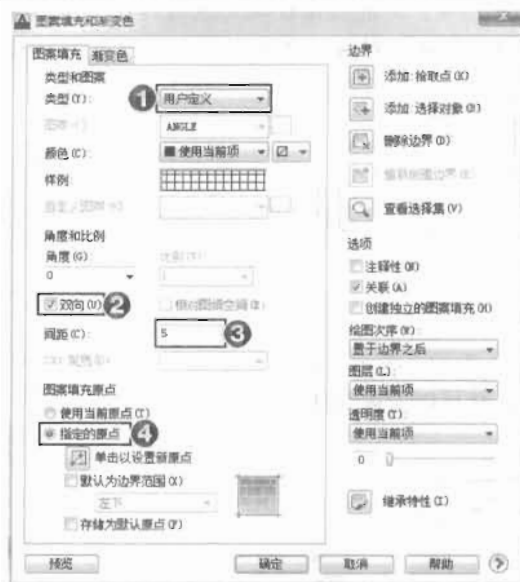 图案填充和渐变色
图案填充 渐变色
类型和图案
类型(Y): ❶ 用户定义
ANGLE
颜色(C): 使用当前项
样例:
角度和比例
角度(G):
0 1
双向(U) ❷
间距(C): 5 ❸
图案填充原点
使用当前原点(T)
指定的原点 ❹
单击以设置新原点
默认为边界范围(X)
左下
存储为默认原点(F)
预览
边界
添加:拾取点(K)
添加:选择对象(B)
删除边界(D)
查看选择集(V)
选项
注释性(N)
关联(A)
创建独立的图案填充(H)
绘图次序(W):
置于边界之后
图层(L):
使用当前项
透明度(T):
使用当前项
0
继承特性(I)
确定 取消 帮助